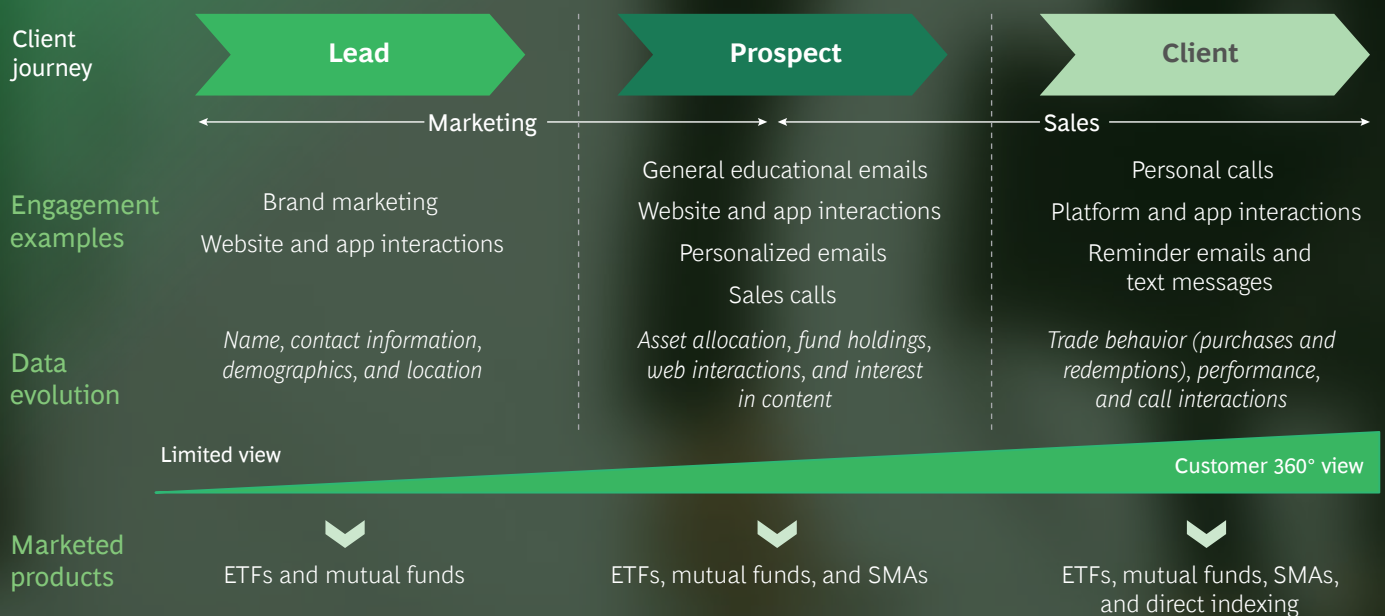 Client
journey
Lead
Prospect
Client
Marketing
Sales
Engagement
examples
Brand marketing
Website and app interactions
General educational emails
Website and app interactions
Personalized emails
Sales calls
Personal calls
Platform and app interactions
Reminder emails and
text messages
Data
evolution
Name, contact information,
demographics, and location
Asset allocation, fund holdings,
web interactions, and interest
in content
Trade behavior (purchases and
redemptions), performance,
and call interactions
Limited view
Customer 360° view
Marketed
products
ETFs and mutual funds
ETFs, mutual funds, and SMAs
ETFs, mutual funds, SMAs,
and direct indexing